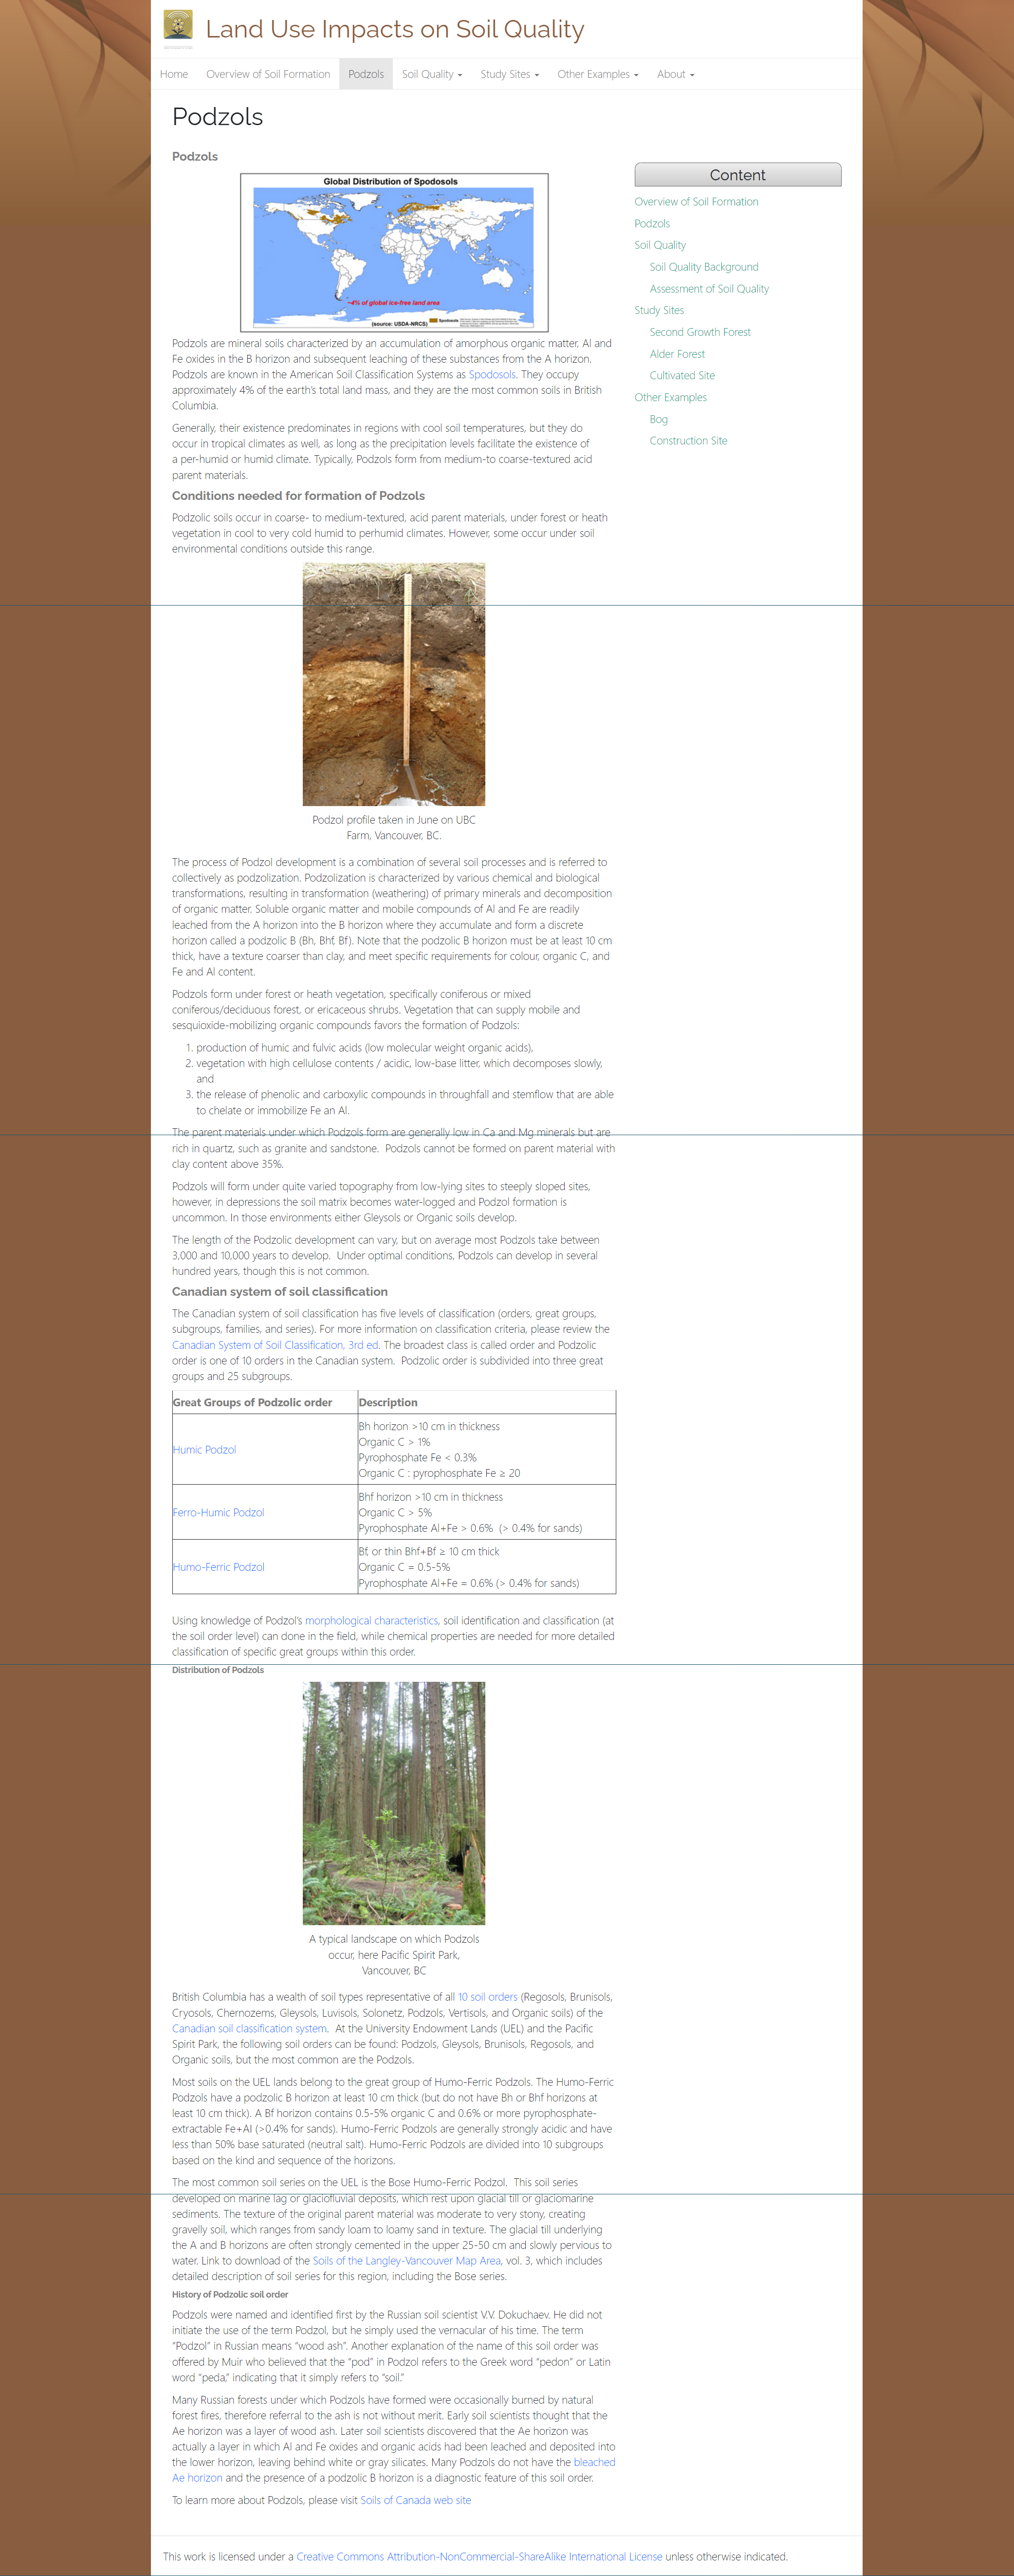 Land Use Impacts on Soil Quality
Home
Overview of Soil Formation
Podzols
Soil Quality
Study Sites
Other Examples
About
Podzols
Podzols
Global Distribution of Spodosols
~4% of global ice-free land area
(source: USDA-NRCS)
Spodosols
Podzols are mineral soils characterized by an accumulation of amorphous organic matter, Al and
Fe oxides in the B horizon and subsequent leaching of these substances from the A horizon.
Podzols are known in the American Soil Classification Systems as Spodosols. They occupy
approximately 4% of the earth's total land mass, and they are the most common soils in British
Columbia.
Generally, their existence predominates in regions with cool soil temperatures, but they do
occur in tropical climates as well, as long as the precipitation levels facilitate the existence of
a per-humid or humid climate. Typically, Podzols form from medium-to coarse-textured acid
parent materials.
Conditions needed for formation of Podzols
Podzolic soils occur in coarse- to medium-textured, acid parent materials, under forest or heath
vegetation in cool to very cold humid to perhumid climates. However, some occur under soil
environmental conditions outside this range.
Podzol profile taken in June on UBC
Farm, Vancouver, BC.
The process of Podzol development is a combination of several soil processes and is referred to
collectively as podzolization. Podzolization is characterized by various chemical and biological
transformations, resulting in transformation (weathering) of primary minerals and decomposition
of organic matter. Soluble organic matter and mobile compounds of Al and Fe are readily
leached from the A horizon into the B horizon where they accumulate and form a discrete
horizon called a podzolic B (Bh, Bhf, Bf). Note that the podzolic B horizon must be at least 10 cm
thick, have a texture coarser than clay, and meet specific requirements for colour, organic C, and
Fe and Al content.
Podzols form under forest or heath vegetation, specifically coniferous or mixed
coniferous/deciduous forest, or ericaceous shrubs. Vegetation that can supply mobile and
sesquioxide-mobilizing organic compounds favors the formation of Podzols:
1. production of humic and fulvic acids (low molecular weight organic acids),
2. vegetation with high cellulose contents / acidic, low-base litter, which decomposes slowly,
and
3. the release of phenolic and carboxylic compounds in throughfall and stemflow that are able
to chelate or immobilize Fe an Al.
The parent materials under which Podzols form are generally low in Ca and Mg minerals but are
rich in quartz, such as granite and sandstone.  Podzols cannot be formed on parent material with
clay content above 35%.
Podzols will form under quite varied topography from low-lying sites to steeply sloped sites,
however, in depressions the soil matrix becomes water-logged and Podzol formation is
uncommon. In those environments either Gleysols or Organic soils develop.
The length of the Podzolic development can vary, but on average most Podzols take between
3,000 and 10,000 years to develop.  Under optimal conditions, Podzols can develop in several
hundred years, though this is not common.
Canadian system of soil classification
The Canadian system of soil classification has five levels of classification (orders, great groups,
subgroups, families, and series). For more information on classification criteria, please review the
Canadian System of Soil Classification, 3rd ed. The broadest class is called order and Podzolic
order is one of 10 orders in the Canadian system.  Podzolic order is subdivided into three great
groups and 25 subgroups.
Great Groups of Podzolic order
Description
Humic Podzol
Bh horizon >10 cm in thickness
Organic C > 1%
Pyrophosphate Fe < 0.3%
Organic C : pyrophosphate Fe ≥ 20
Ferro-Humic Podzol
Bhf horizon >10 cm in thickness
Organic C > 5%
Pyrophosphate Al+Fe > 0.6%  (> 0.4% for sands)
Humo-Ferric Podzol
Bf, or thin Bhf+Bf ≥ 10 cm thick
Organic C = 0.5-5%
Pyrophosphate Al+Fe = 0.6% (> 0.4% for sands)
Using knowledge of Podzol's morphological characteristics, soil identification and classification (at
the soil order level) can done in the field, while chemical properties are needed for more detailed
classification of specific great groups within this order.
Distribution of Podzols
A typical landscape on which Podzols
occur, here Pacific Spirit Park,
Vancouver, BC
British Columbia has a wealth of soil types representative of all 10 soil orders (Regosols, Brunisols,
Cryosols, Chernozems, Gleysols, Luvisols, Solonetz, Podzols, Vertisols, and Organic soils) of the
Canadian soil classification system.  At the University Endowment Lands (UEL) and the Pacific
Spirit Park, the following soil orders can be found: Podzols, Gleysols, Brunisols, Regosols, and
Organic soils, but the most common are the Podzols.
Most soils on the UEL lands belong to the great group of Humo-Ferric Podzols. The Humo-Ferric
Podzols have a podzolic B horizon at least 10 cm thick (but do not have Bh or Bhf horizons at
least 10 cm thick). A Bf horizon contains 0.5-5% organic C and 0.6% or more pyrophosphate-
extractable Fe+Al (>0.4% for sands). Humo-Ferric Podzols are generally strongly acidic and have
less than 50% base saturated (neutral salt). Humo-Ferric Podzols are divided into 10 subgroups
based on the kind and sequence of the horizons.
The most common soil series on the UEL is the Bose Humo-Ferric Podzol.  This soil series
developed on marine lag or glaciofluvial deposits, which rest upon glacial till or glaciomarine
sediments. The texture of the original parent material was moderate to very stony, creating
gravelly soil, which ranges from sandy loam to loamy sand in texture. The glacial till underlying
the A and B horizons are often strongly cemented in the upper 25-50 cm and slowly pervious to
water. Link to download of the Soils of the Langley-Vancouver Map Area, vol. 3, which includes
detailed description of soil series for this region, including the Bose series.
History of Podzolic soil order
Podzols were named and identified first by the Russian soil scientist V.V. Dokuchaev. He did not
initiate the use of the term Podzol, but he simply used the vernacular of his time. The term
“Podzol” in Russian means “wood ash”. Another explanation of the name of this soil order was
offered by Muir who believed that the “pod” in Podzol refers to the Greek word “pedon” or Latin
word “peda,” indicating that it simply refers to “soil.”
Many Russian forests under which Podzols have formed were occasionally burned by natural
forest fires, therefore referral to the ash is not without merit. Early soil scientists thought that the
Ae horizon was a layer of wood ash. Later soil scientists discovered that the Ae horizon was
actually a layer in which Al and Fe oxides and organic acids had been leached and deposited into
the lower horizon, leaving behind white or gray silicates. Many Podzols do not have the bleached
Ae horizon and the presence of a podzolic B horizon is a diagnostic feature of this soil order.
To learn more about Podzols, please visit Soils of Canada web site
Content
Overview of Soil Formation
Podzols
Soil Quality
Soil Quality Background
Assessment of Soil Quality
Study Sites
Second Growth Forest
Alder Forest
Cultivated Site
Other Examples
Bog
Construction Site
This work is licensed under a Creative Commons Attribution-NonCommercial-ShareAlike International License unless otherwise indicated.